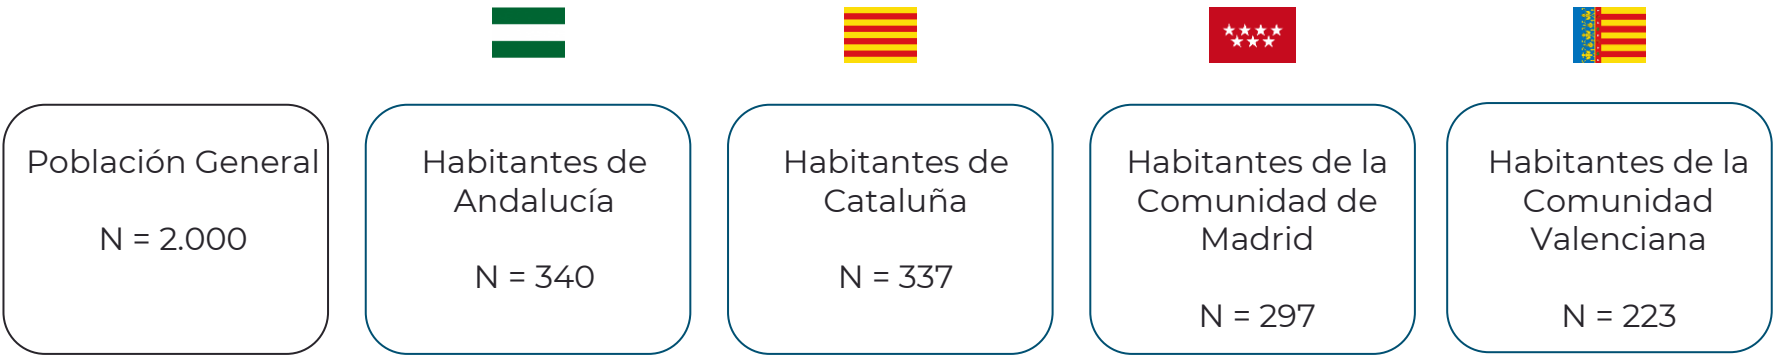 Población General
N = 2.000
Habitantes de
Andalucía
N = 340
Habitantes de
Cataluña
N = 337
Habitantes de la
Comunidad de
Madrid
N = 297
Habitantes de la
Comunidad
Valenciana
N = 223